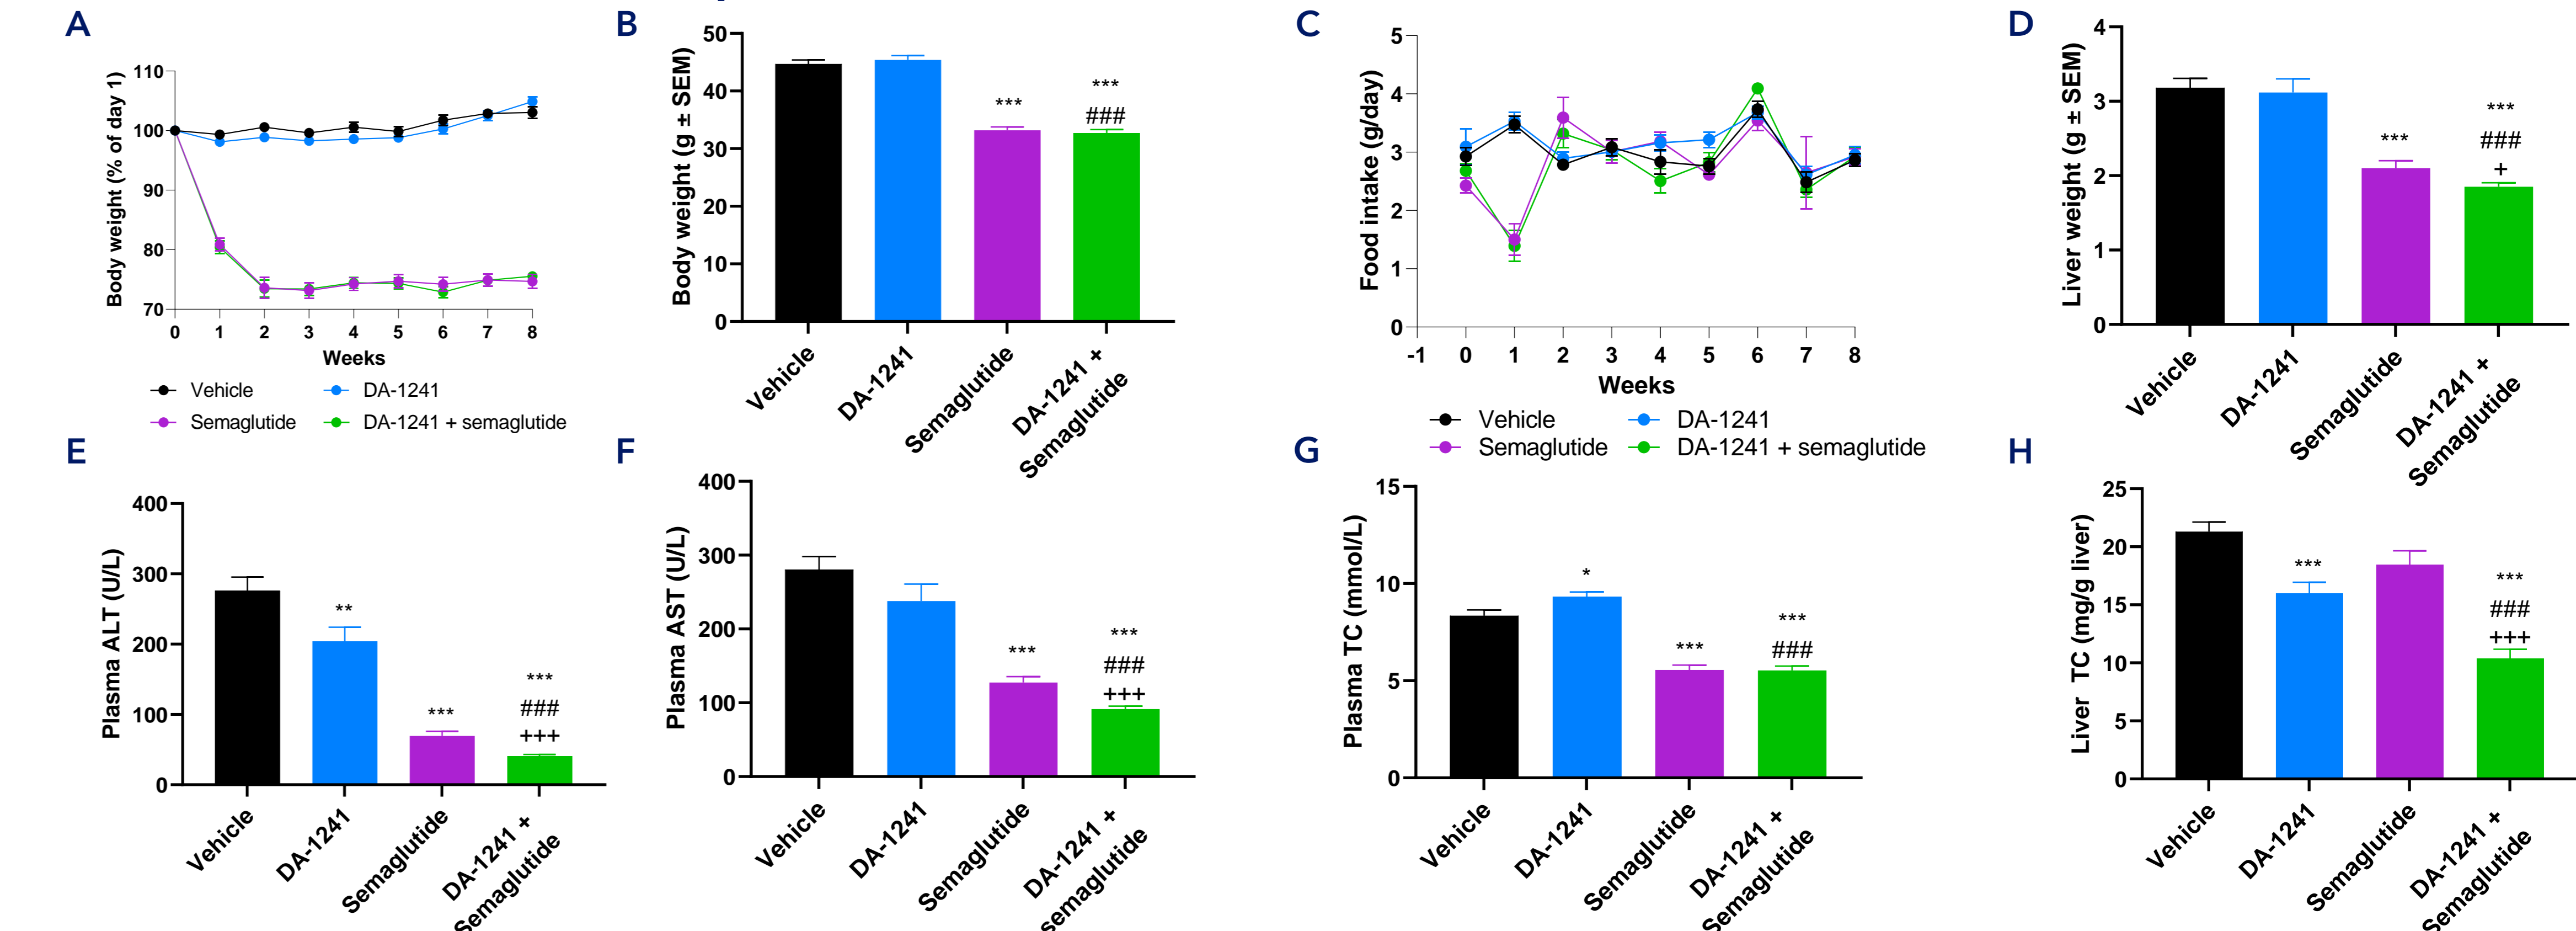 A
Body weight (% of day 1)
110
100
90
80
70
0 1 2 3 4 5 6 7 8
Weeks
Vehicle
DA-1241
Semaglutide
DA-1241 + semaglutide
B
Body weight (g ± SEM)
50
40
30
20
10
0
***
***
###
Vehicle
DA-1241
Semaglutide
DA-1241 +
Semaglutide
C
Food intake (g/day)
5
4
3
2
1
0
-1 0 1 2 3 4 5 6 7 8
Weeks
Vehicle
DA-1241
Semaglutide
DA-1241 + semaglutide
D
Liver weight (g ± SEM)
4
3
2
1
0
***
***
###
+
Vehicle
DA-1241
Semaglutide
DA-1241 +
Semaglutide
E
Plasma ALT (U/L)
400
300
200
100
0
**
***
***
###
+++
Vehicle
DA-1241
Semaglutide
DA-1241 +
Semaglutide
F
Plasma AST (U/L)
400
300
200
100
0
***
***
###
+++
Vehicle
DA-1241
Semaglutide
DA-1241 +
semaglutide
G
Plasma TC (mmol/L)
15
10
5
0
*
***
***
###
Vehicle
DA-1241
Semaglutide
DA-1241 +
Semaglutide
H
Liver TC (mg/g liver)
25
20
15
10
5
0
***
***
###
+++
Vehicle
DA-1241
Semaglutide
DA-1241 +
Semaglutide